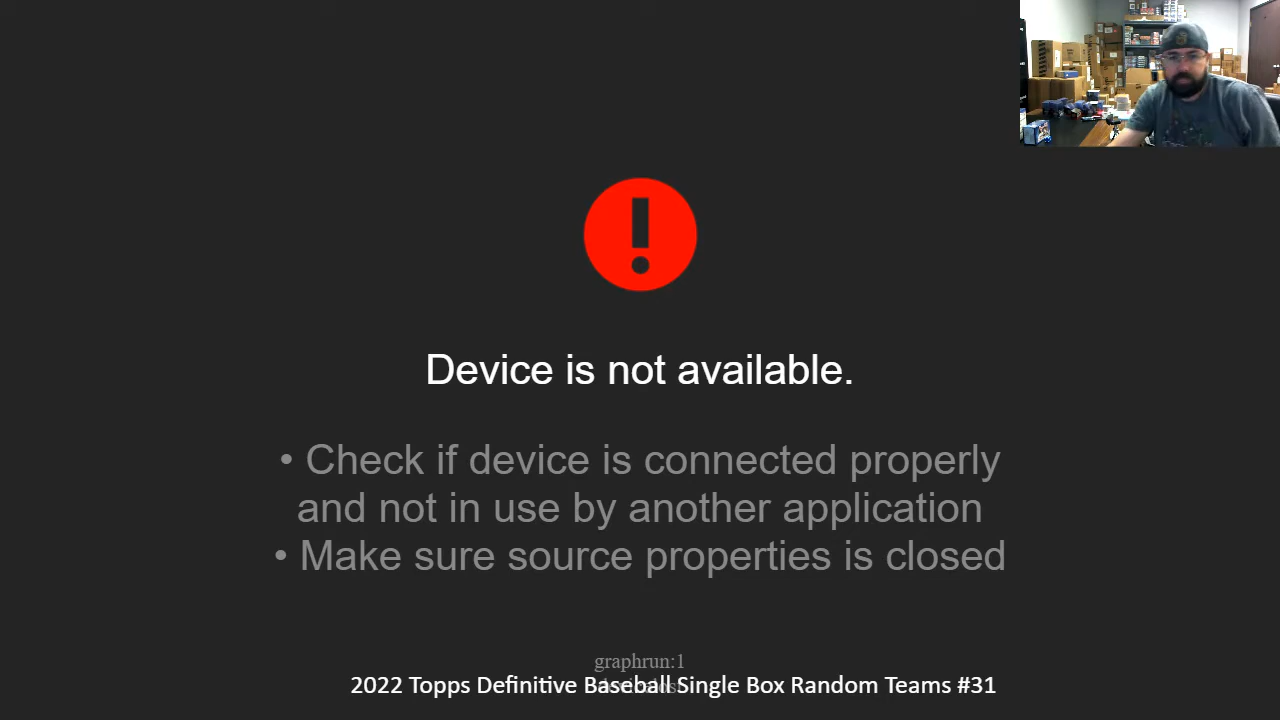 Device is not available.
• Check if device is connected properly
and not in use by another application
• Make sure source properties is closed
graphrun:1
2022 Topps Definitive Baseball Single Box Random Teams #31